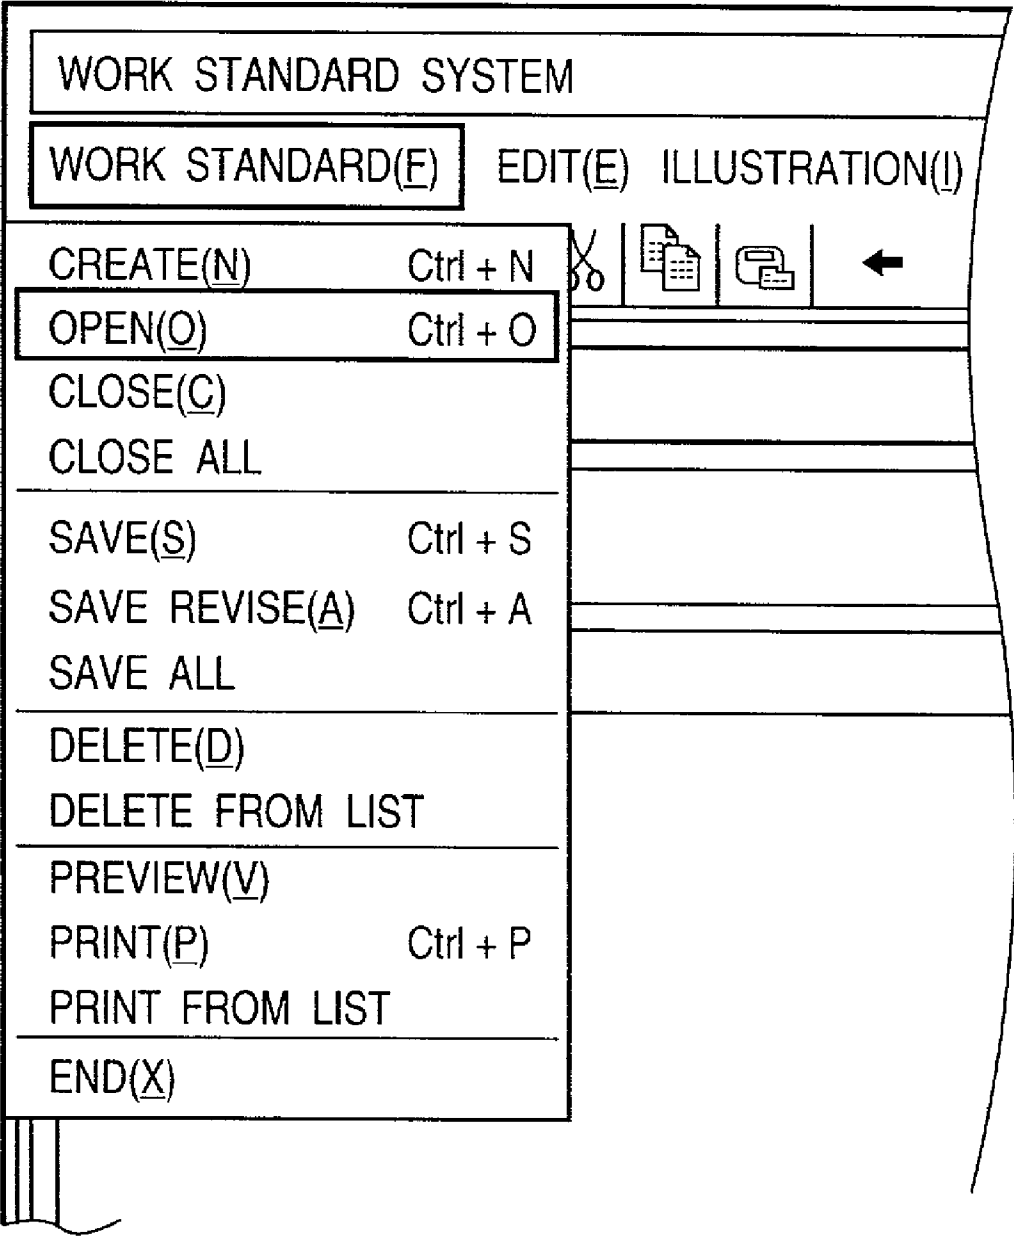 WORK STANDARD SYSTEM
WORK STANDARD(F) EDIT(E) ILLUSTRATION(I)
CREATE(N) Ctrl + N
OPEN(O) Ctrl + O
CLOSE(C)
CLOSE ALL
SAVE(S) Ctrl + S
SAVE REVISE(A) Ctrl + A
SAVE ALL
DELETE(D)
DELETE FROM LIST
PREVIEW(V)
PRINT(P) Ctrl + P
PRINT FROM LIST
END(X)